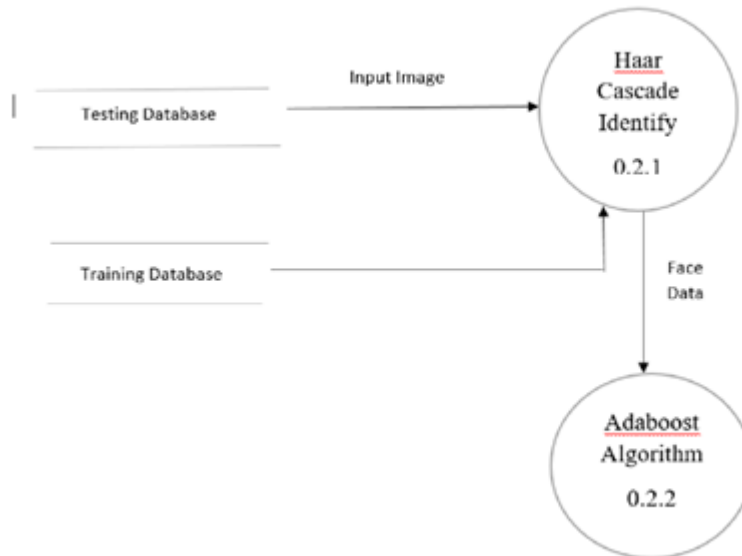 Input Image
Testing Database
Haar
Cascade
Identify
0.2.1
Training Database
Face
Data
Adaboost
Algorithm
0.2.2